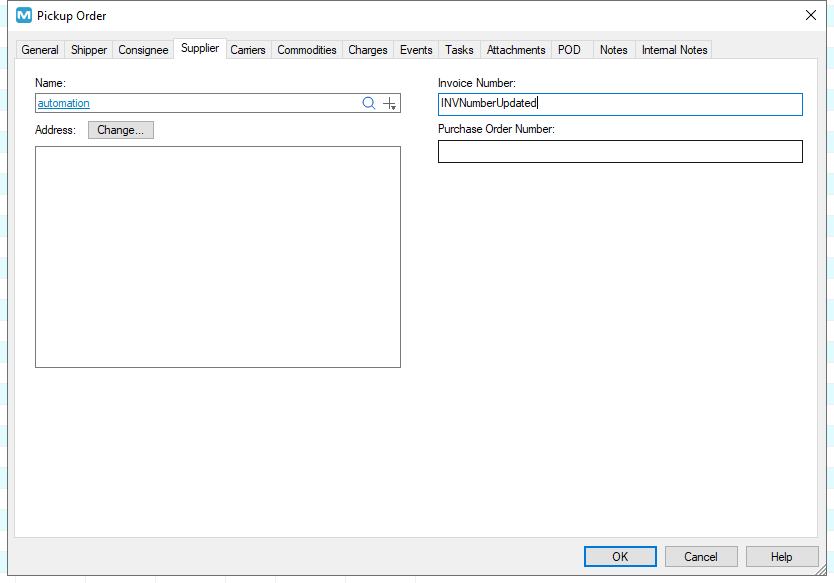 Pickup Order
General Shipper Consignee Supplier Carriers Commodities Charges Events Tasks Attachments POD Notes Internal Notes
Name:
automation
Address: Change...
Invoice Number:
INVNumberUpdated
Purchase Order Number:
OK Cancel Help